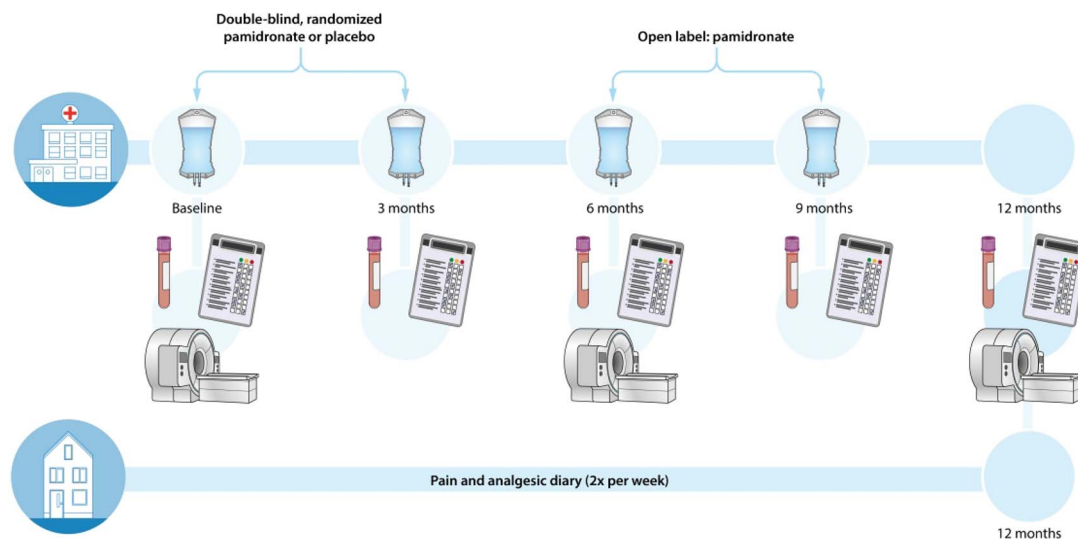 Double-blind, randomized
pamidronate or placebo
Open label: pamidronate
Baseline
3 months
6 months
9 months
12 months
Pain and analgesic diary (2x per week)
12 months